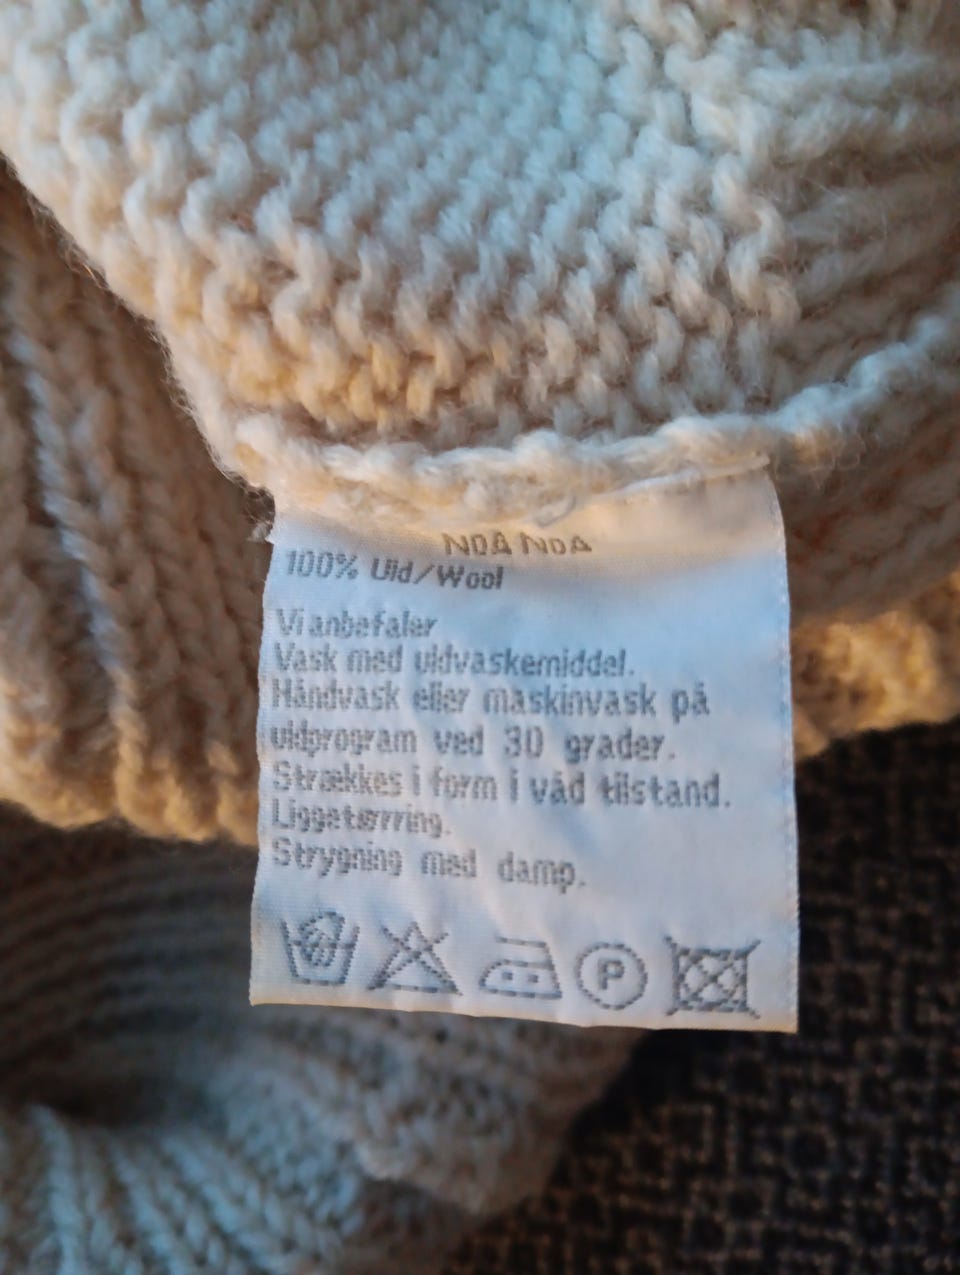 NOA NOA
100% Uld/Wool
Vi anbefaler
Vask med uldvaskemiddel.
Håndvask eller maskinvask på
uldprogram ved 30 grader.
Strækkes i form i våd tilstand.
Liggetørring.
Strygning med damp.
P